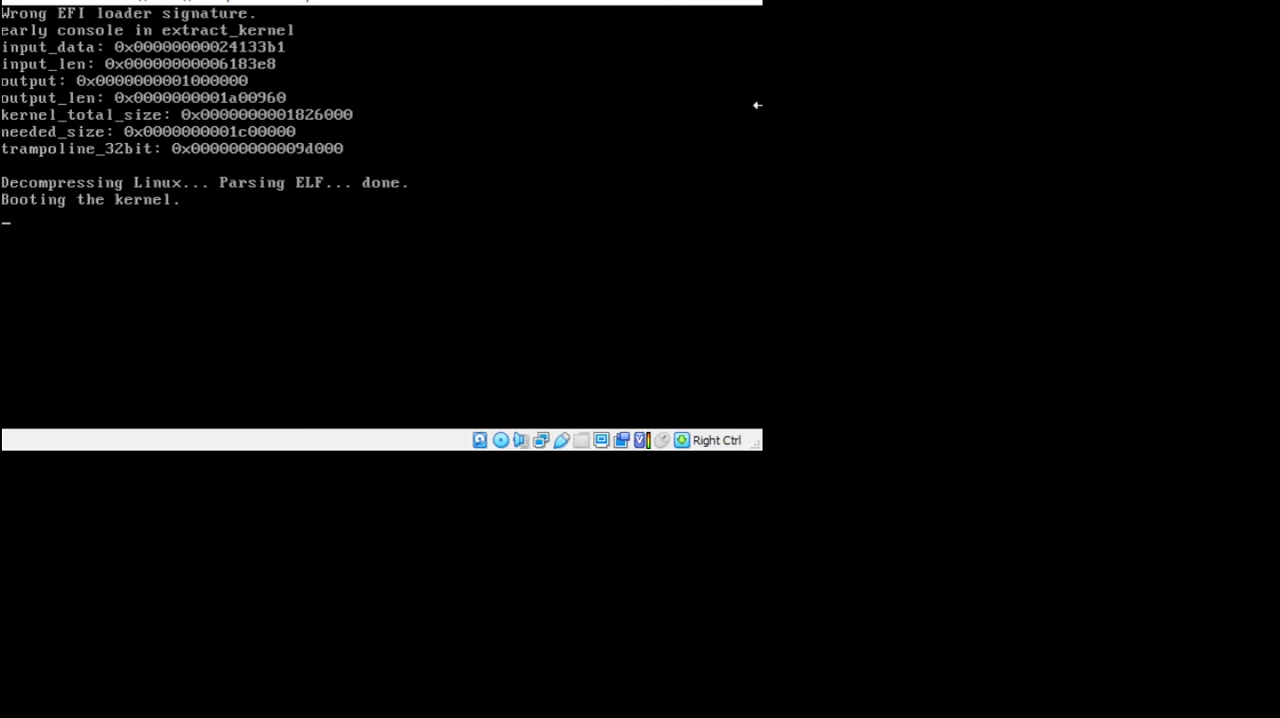 Wrong EFI loader signature.
early console in extract_kernel
input_data: 0x00000000024133b1
input_len: 0x00000000006183e8
output: 0x0000000001000000
output_len: 0x0000000001a00960
kernel_total_size: 0x0000000001826000
needed_size: 0x0000000001c00000
trampoline_32bit: 0x000000000009d000
Decompressing Linux... Parsing ELF... done.
Booting the kernel.
Right Ctrl